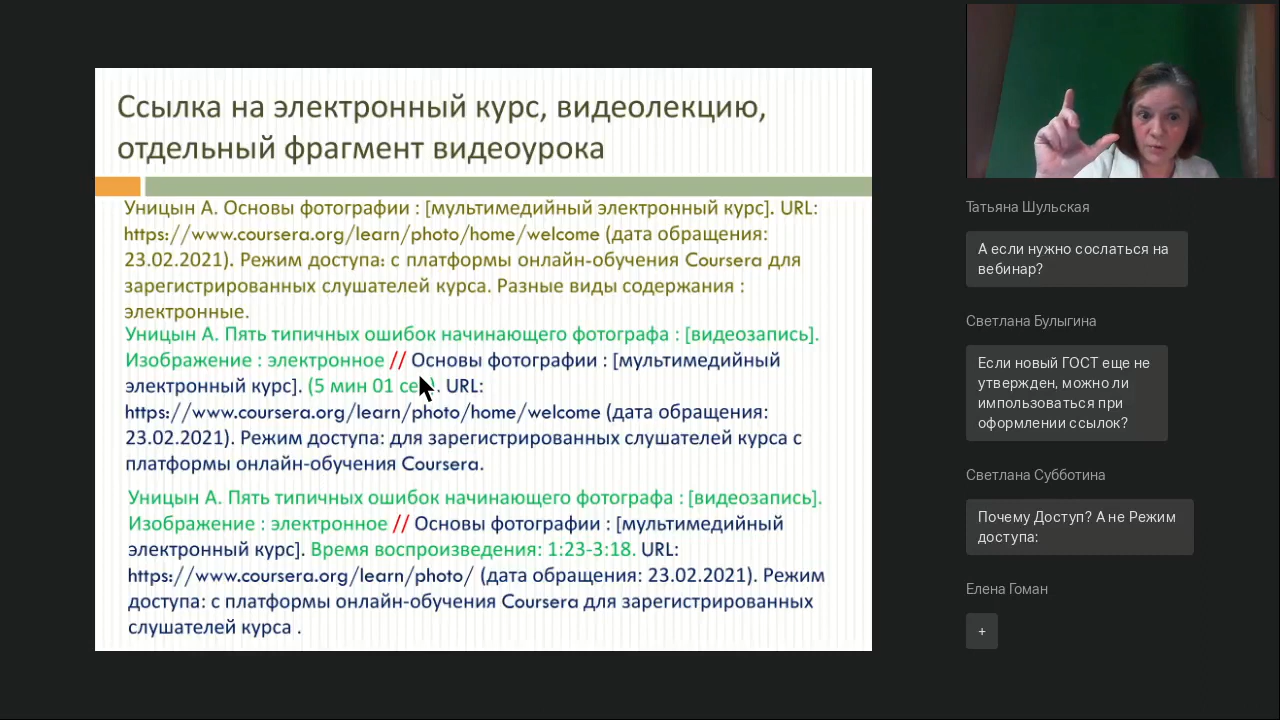 Ссылка на электронный курс, видеолекцию,
отдельный фрагмент видеоурока
Уницын А. Основы фотографии : [мультимедийный электронный курс]. URL:
https://www.coursera.org/learn/photo/home/welcome (дата обращения:
23.02.2021). Режим доступа: с платформы онлайн-обучения Coursera для
зарегистрированных слушателей курса. Разные виды содержания :
электронные.
Уницын А. Пять типичных ошибок начинающего фотографа : [видеозапись].
Изображение : электронное // Основы фотографии : [мультимедийный
электронный курс]. (5 мин 01 сек). URL:
https://www.coursera.org/learn/photo/home/welcome (дата обращения:
23.02.2021). Режим доступа: для зарегистрированных слушателей курса с
платформы онлайн-обучения Coursera.
Уницын А. Пять типичных ошибок начинающего фотографа : [видеозапись].
Изображение : электронное // Основы фотографии : [мультимедийный
электронный курс]. Время воспроизведения: 1:23-3:18. URL:
https://www.coursera.org/learn/photo/ (дата обращения: 23.02.2021). Режим
доступа: с платформы онлайн-обучения Coursera для зарегистрированных
слушателей курса .
Татьяна Шульская
А если нужно сослаться на
вебинар?
Светлана Булыгина
Если новый ГОСТ еще не
утвержден, можно ли
импользоваться при
оформлении ссылок?
Светлана Субботина
Почему Доступ? А не Режим
доступа:
Елена Гоман
+